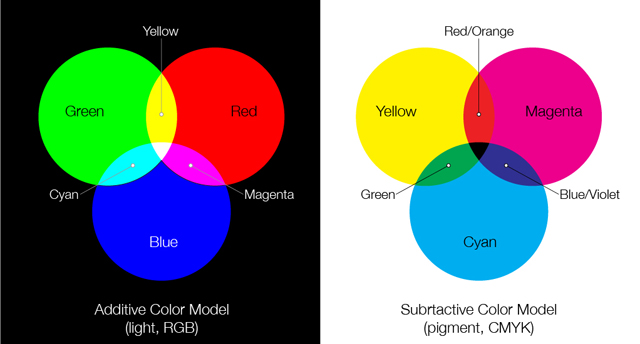 Yellow
Green
Red
Cyan
Magenta
Blue
Additive Color Model
(light, RGB)
Red/Orange
Yellow
Magenta
Green
Blue/Violet
Cyan
Subrtactive Color Model
(pigment, CMYK)